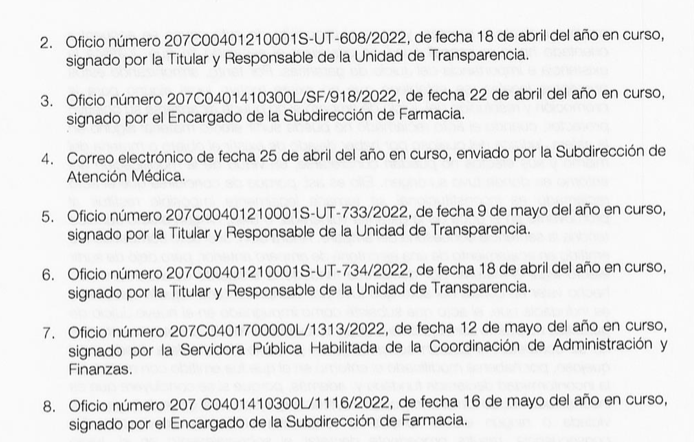 2. Oficio número 207C00401210001S-UT-608/2022, de fecha 18 de abril del año en curso,
signado por la Titular y Responsable de la Unidad de Transparencia.
3. Oficio número 207C0401410300L/SF/918/2022, de fecha 22 de abril del año en curso,
signado por el Encargado de la Subdirección de Farmacia.
4. Correo electrónico de fecha 25 de abril del año en curso, enviado por la Subdirección de
Atención Médica.
5. Oficio número 207C00401210001S-UT-733/2022, de fecha 9 de mayo del año en curso,
signado por la Titular y Responsable de la Unidad de Transparencia.
6. Oficio número 207C00401210001S-UT-734/2022, de fecha 18 de abril del año en curso,
signado por la Titular y Responsable de la Unidad de Transparencia.
7. Oficio número 207C0401700000L/1313/2022, de fecha 12 de mayo del año en curso,
signado por la Servidora Pública Habilitada de la Coordinación de Administración y
Finanzas.
8. Oficio número 207 C0401410300L/1116/2022, de fecha 16 de mayo del año en curso,
signado por el Encargado de la Subdirección de Farmacia.